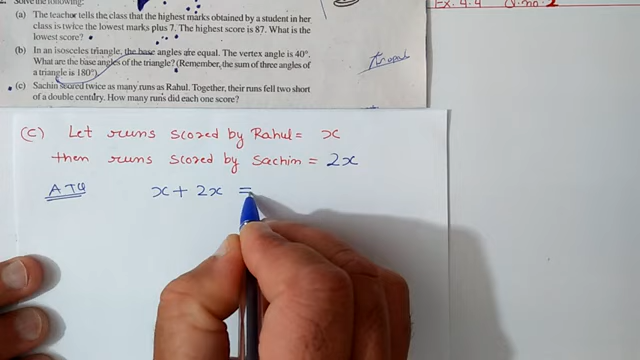 Solve the following:
(a) The teacher tells the class that the highest marks obtained by a student in her
class is twice the lowest marks plus 7. The highest score is 87. What is the
lowest score?
(b) In an isosceles triangle, the base angles are equal. The vertex angle is 40°.
What are the base angles of the triangle? (Remember, the sum of three angles
of a triangle is 180°).
(c) Sachin scored twice as many runs as Rahul. Together, their runs fell two short
of a double century. How many runs did each one score?
Ex. 4.4 Q.no. 2
(c) Let runs scored by Rahul = x
then runs scored by Sachin = 2x
ATQ x + 2x =